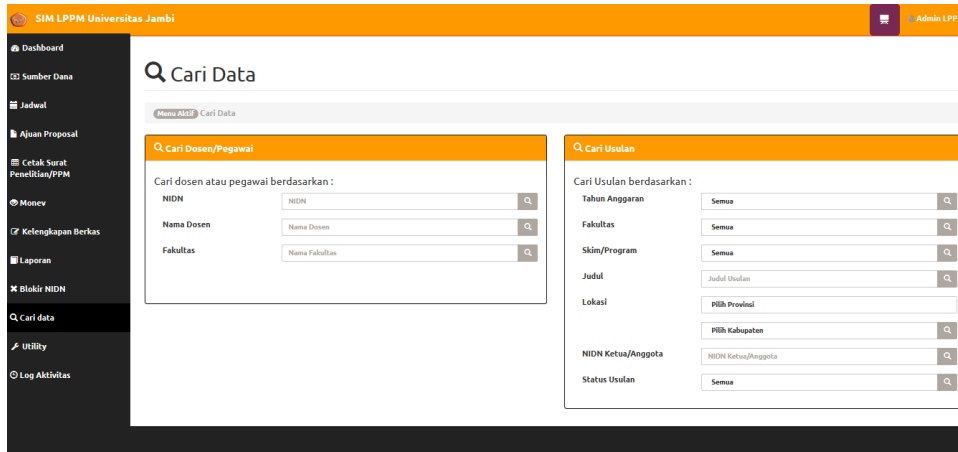 SIM LPPM Universitas Jambi
Admin LPP
Dashboard
Sumber Dana
Jadwal
Ajuan Proposal
Cetak Surat
Penelitian/PPM
Monev
Kelengkapan Berkas
Laporan
Blokir NIDN
Cari data
Utility
Log Aktivitas
Cari Data
Menu Aktif Cari Data
Cari Dosen/Pegawai
Cari dosen atau pegawai berdasarkan :
NIDN NIDN
Nama Dosen Nama Dosen
Fakultas Nama Fakultas
Cari Usulan
Cari Usulan berdasarkan :
Tahun Anggaran Semua
Fakultas Semua
Skim/Program Semua
Judul Judul Usulan
Lokasi Pilih Provinsi
Pilih Kabupaten
NIDN Ketua/Anggota NIDN Ketua/Anggota
Status Usulan Semua